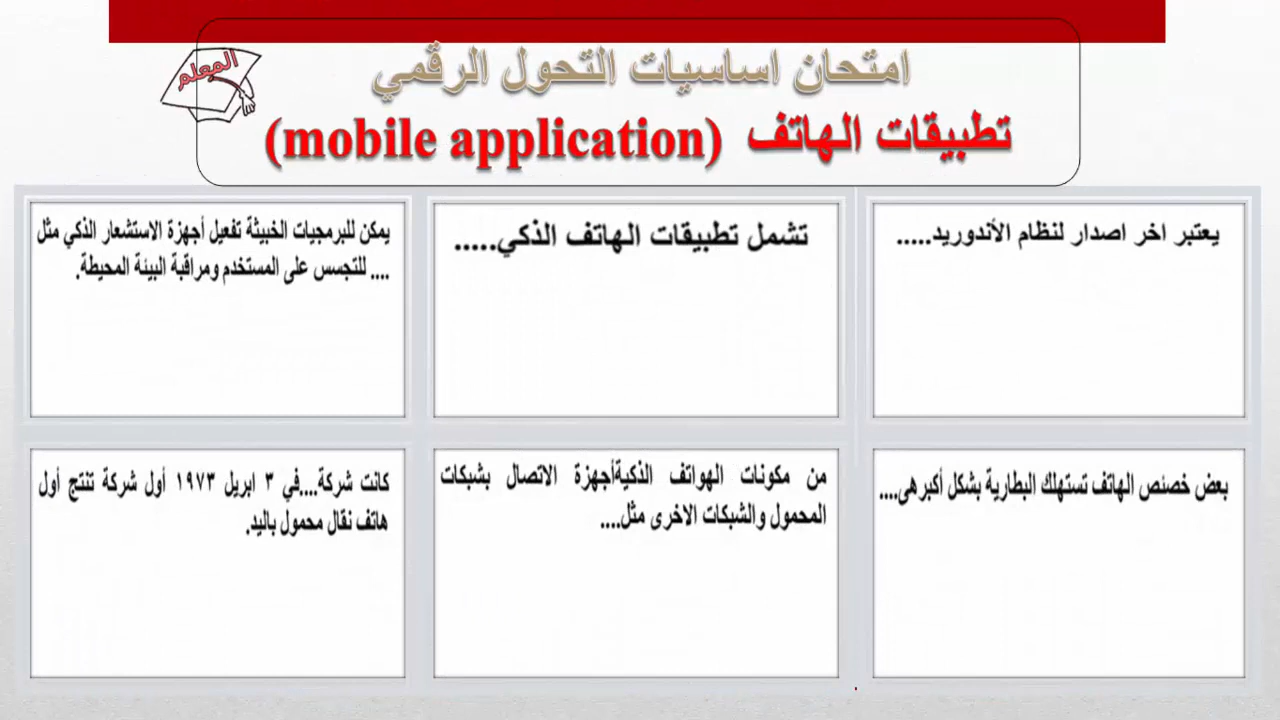 المعلم
امتحان اساسيات التحول الرقمي
تطبيقات الهاتف (mobile application)
يعتبر اخر اصدار لنظام الأندوريد.....
تشمل تطبيقات الهاتف الذكي.....
يمكن للبرمجيات الخبيثة تفعيل أجهزة الاستشعار الذكي مثل
.... للتجسس على المستخدم ومراقبة البيئة المحيطة.
بعض خصئص الهاتف تستهلك البطارية بشكل أكبرهى....
من مكونات الهواتف الذكيةأجهزة الاتصال بشبكات
المحمول والشبكات الاخرى مثل....
كانت شركة....في ٣ ابريل ١٩٧٣ أول شركة تنتج أول
هاتف نقال محمول باليد.